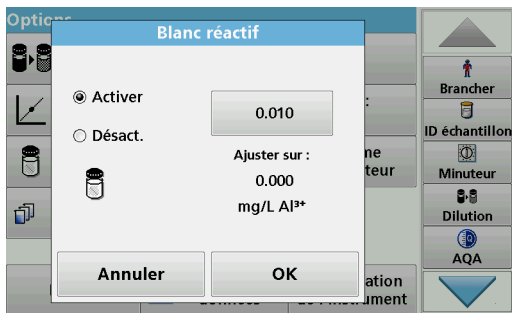 Options
Blanc réactif
Activer
Désact.
0.010
Ajuster sur :
0.000
mg/L Al³⁺
Annuler
OK
:
teur
Brancher
ID échantillon
Minuteur
Dilution
AQA